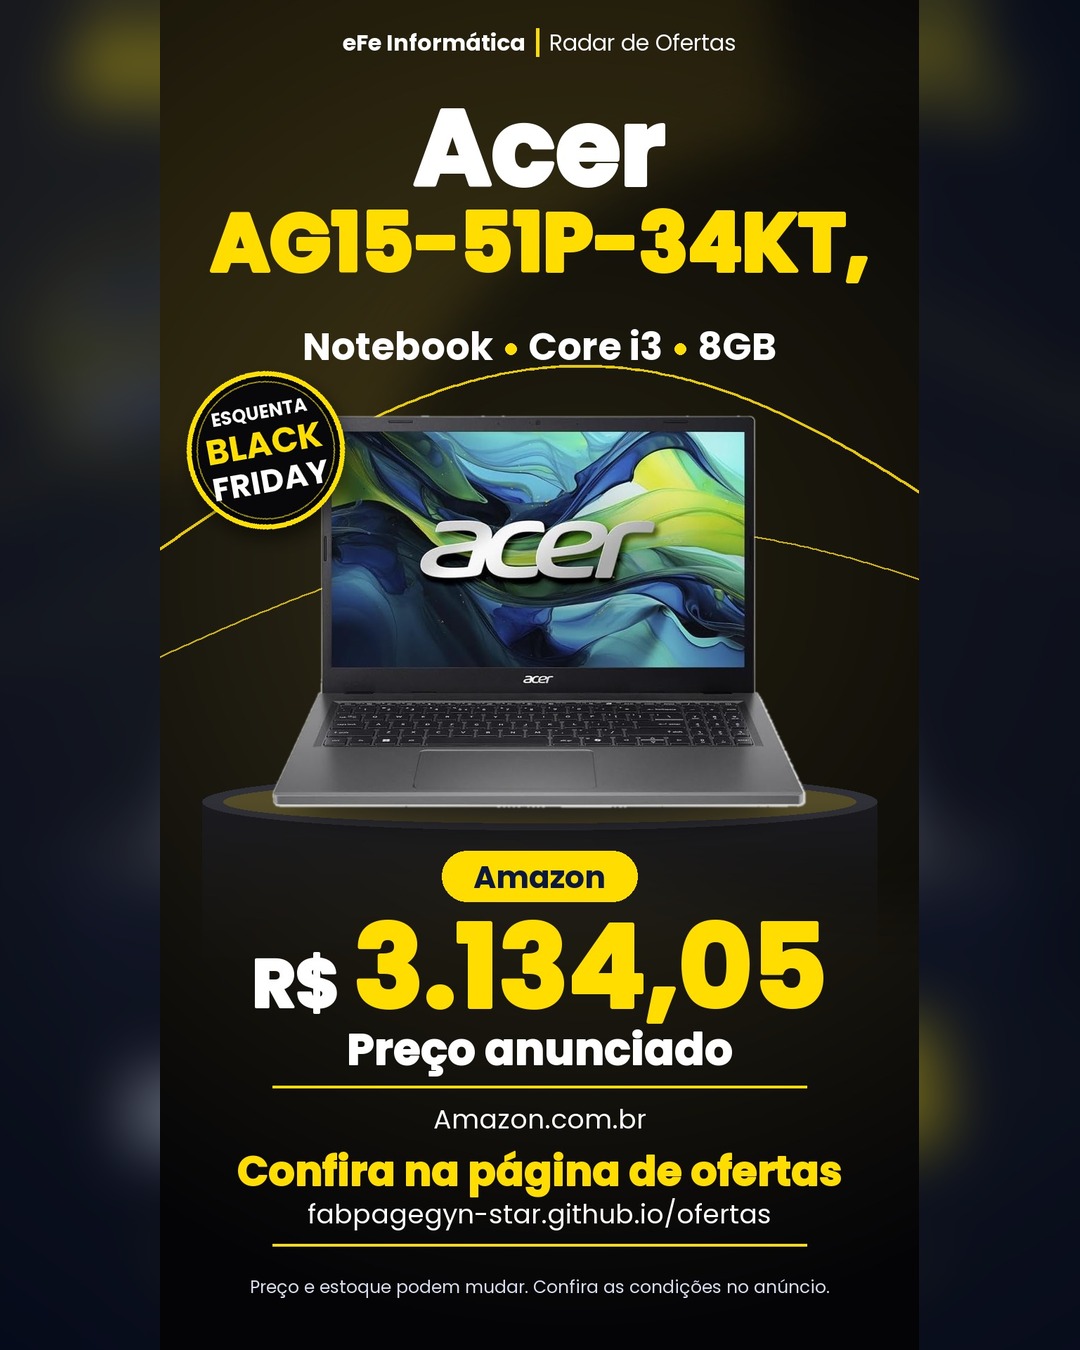 eFe Informática | Radar de Ofertas
Acer
AG15-51P-34KT,
Notebook • Core i3 • 8GB
ESQUENTA
BLACK
FRIDAY
acer
acer
Amazon
R$ 3.134,05
Preço anunciado
Amazon.com.br
Confira na página de ofertas
fabpagegyn-star.github.io/ofertas
Preço e estoque podem mudar. Confira as condições no anúncio.